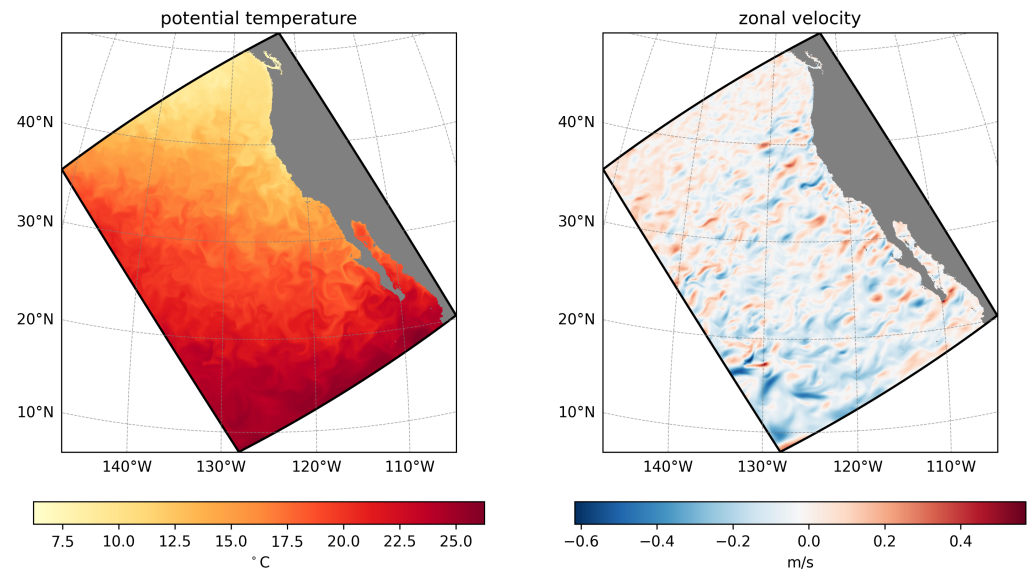 potential temperature
zonal velocity
40°N
30°N
20°N
10°N
140°W 130°W 120°W 110°W
40°N
30°N
20°N
10°N
140°W 130°W 120°W 110°W
7.5 10.0 12.5 15.0 17.5 20.0 22.5 25.0
°C
−0.6 −0.4 −0.2 0.0 0.2 0.4
m/s